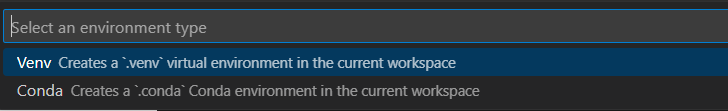 Select an environment type
Venv Creates a `.venv` virtual environment in the current workspace
Conda Creates a `.conda` Conda environment in the current workspace